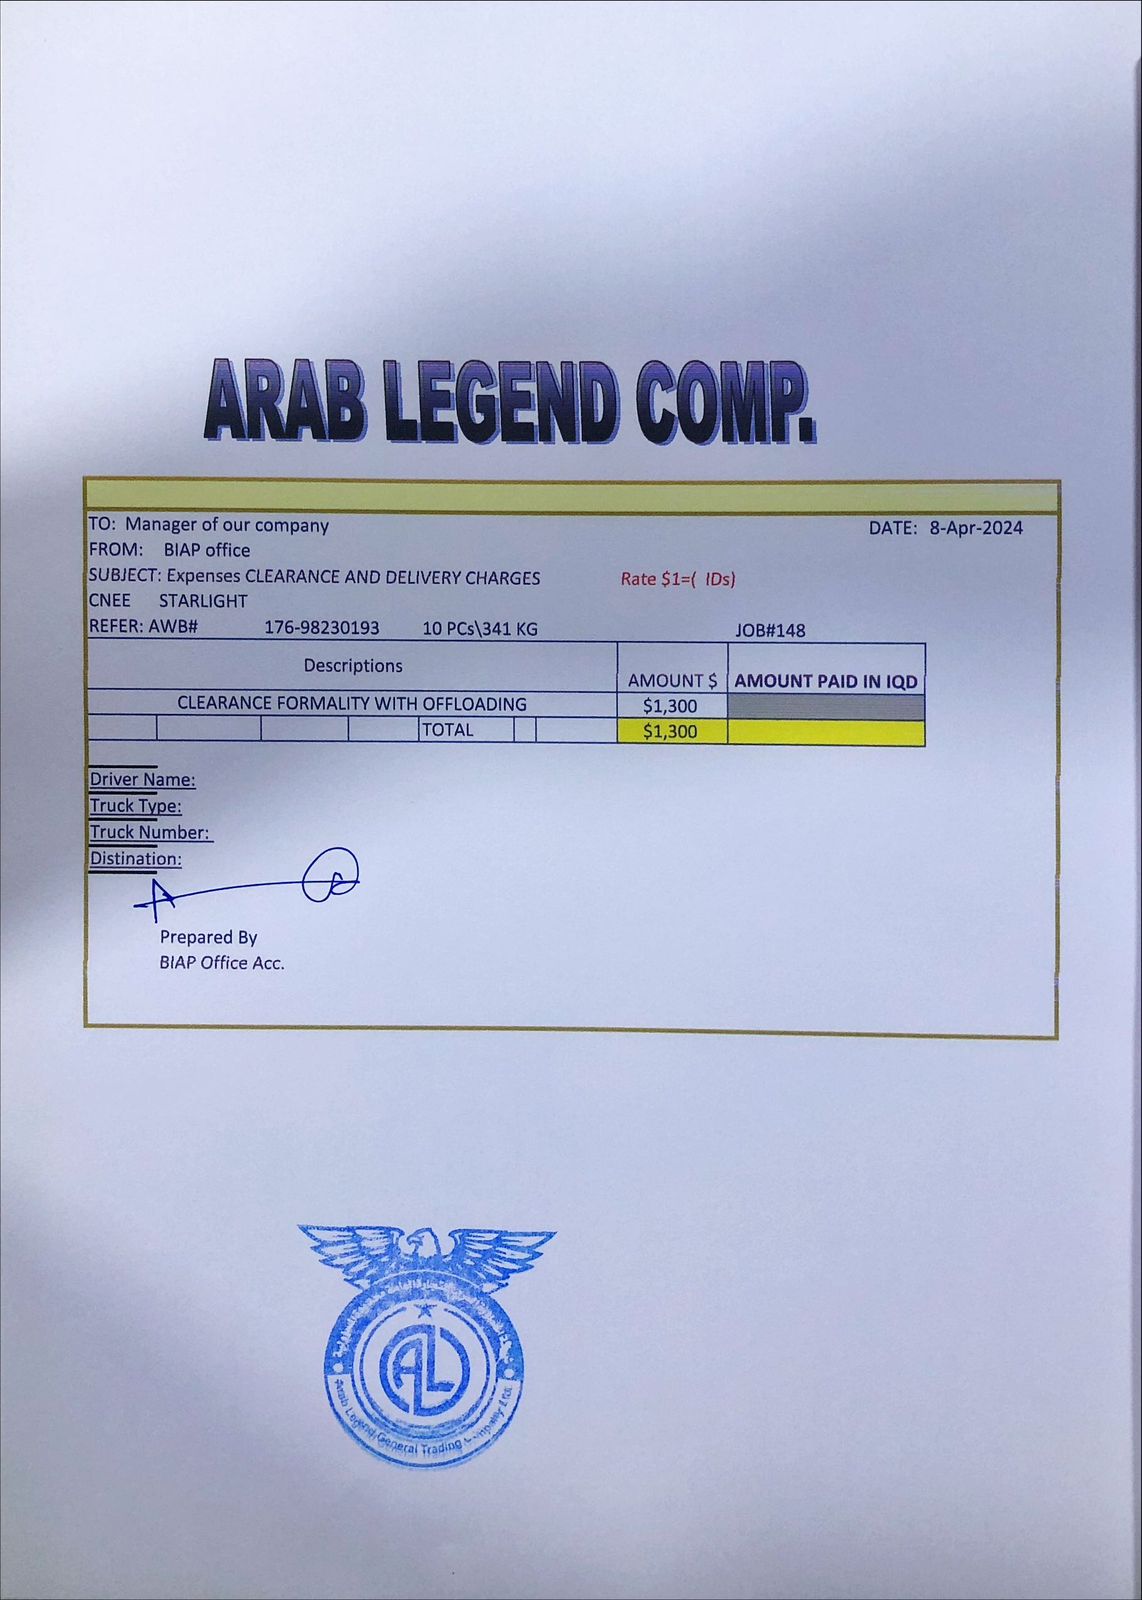 ARAB LEGEND COMP.
TO: Manager of our company DATE: 8-Apr-2024
FROM: BIAP office
SUBJECT: Expenses CLEARANCE AND DELIVERY CHARGES Rate $1=( IDs)
CNEE STARLIGHT
REFER: AWB# 176-98230193 10 PCs\341 KG JOB#148
Descriptions AMOUNT $ AMOUNT PAID IN IQD
CLEARANCE FORMALITY WITH OFFLOADING $1,300
TOTAL $1,300
Driver Name:
Truck Type:
Truck Number:
Distination:
Prepared By
BIAP Office Acc.
AL
Arab Legend General Trading Company Ltd.